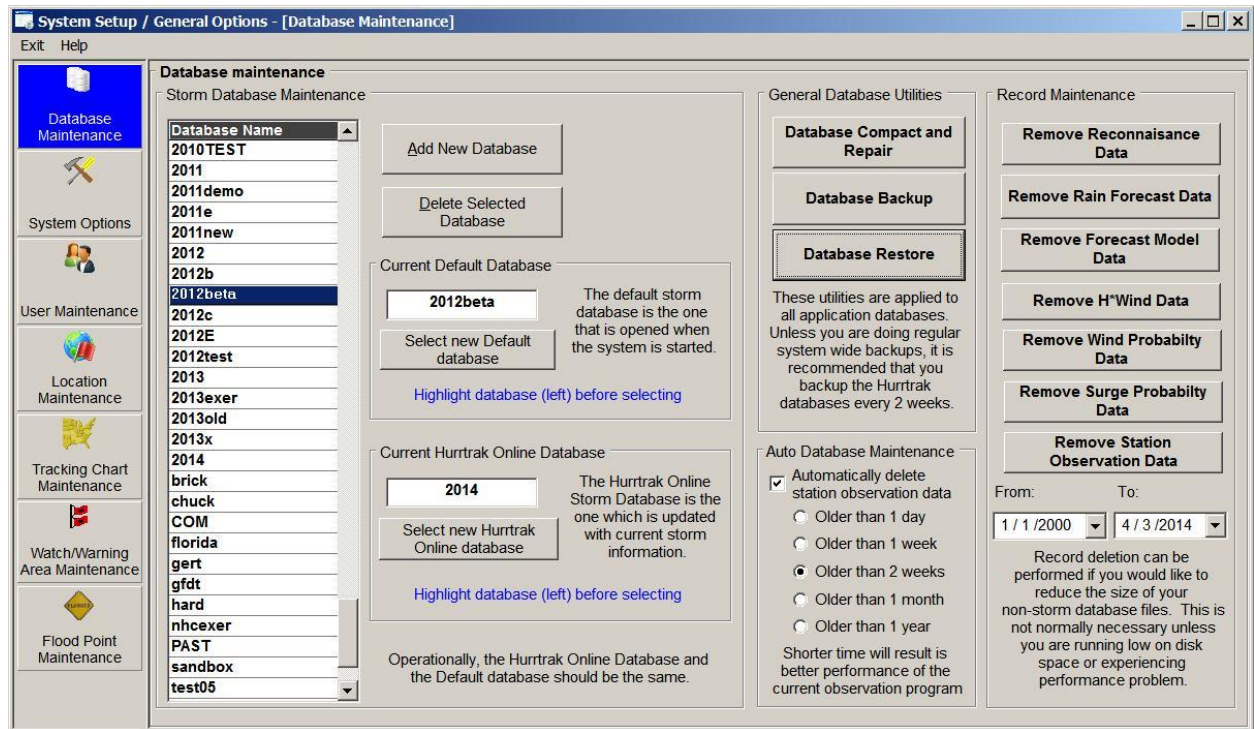 System Setup / General Options - [Database Maintenance]
Exit Help
Database
Maintenance
System Options
User Maintenance
Location
Maintenance
Tracking Chart
Maintenance
Watch/Warning
Area Maintenance
Flood Point
Maintenance
Database maintenance
Storm Database Maintenance
Database Name
2010TEST
2011
2011demo
2011e
2011new
2012
2012b
2012beta
2012c
2012E
2012test
2013
2013exer
2013old
2013x
2014
brick
chuck
COM
florida
gert
gfdt
hard
nhcexer
PAST
sandbox
test05
Add New Database
Delete Selected
Database
Current Default Database
2012beta
Select new Default
database
The default storm
database is the one
that is opened when
the system is started.
Highlight database (left) before selecting
Current Hurrtrak Online Database
2014
Select new Hurrtrak
Online database
The Hurrtrak Online
Storm Database is the
one which is updated
with current storm
information.
Highlight database (left) before selecting
Operationally, the Hurrtrak Online Database and
the Default database should be the same.
General Database Utilities
Database Compact and
Repair
Database Backup
Database Restore
These utilities are applied to
all application databases.
Unless you are doing regular
system wide backups, it is
recommended that you
backup the Hurrtrak
databases every 2 weeks.
Auto Database Maintenance
Automatically delete
station observation data
Older than 1 day
Older than 1 week
Older than 2 weeks
Older than 1 month
Older than 1 year
Shorter time will result is
better performance of the
current observation program
Record Maintenance
Remove Reconnaisance
Data
Remove Rain Forecast Data
Remove Forecast Model
Data
Remove H*Wind Data
Remove Wind Probabilty
Data
Remove Surge Probabilty
Data
Remove Station
Observation Data
From: To:
1 / 1 /2000 4 / 3 /2014
Record deletion can be
performed if you would like to
reduce the size of your
non-storm database files. This is
not normally necessary unless
you are running low on disk
space or experiencing
performance problem.